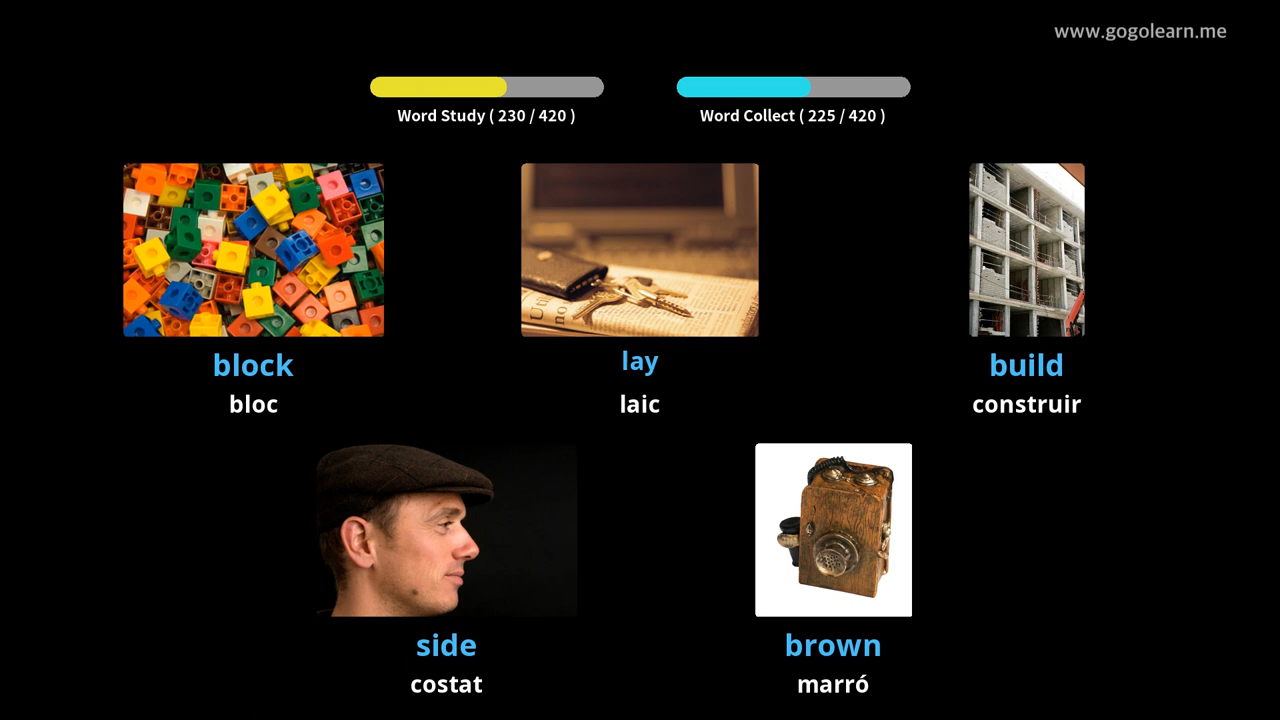 www.gogolearn.me
Word Study ( 230 / 420 )
Word Collect ( 225 / 420 )
block
bloc
lay
laic
build
construir
side
costat
brown
marró